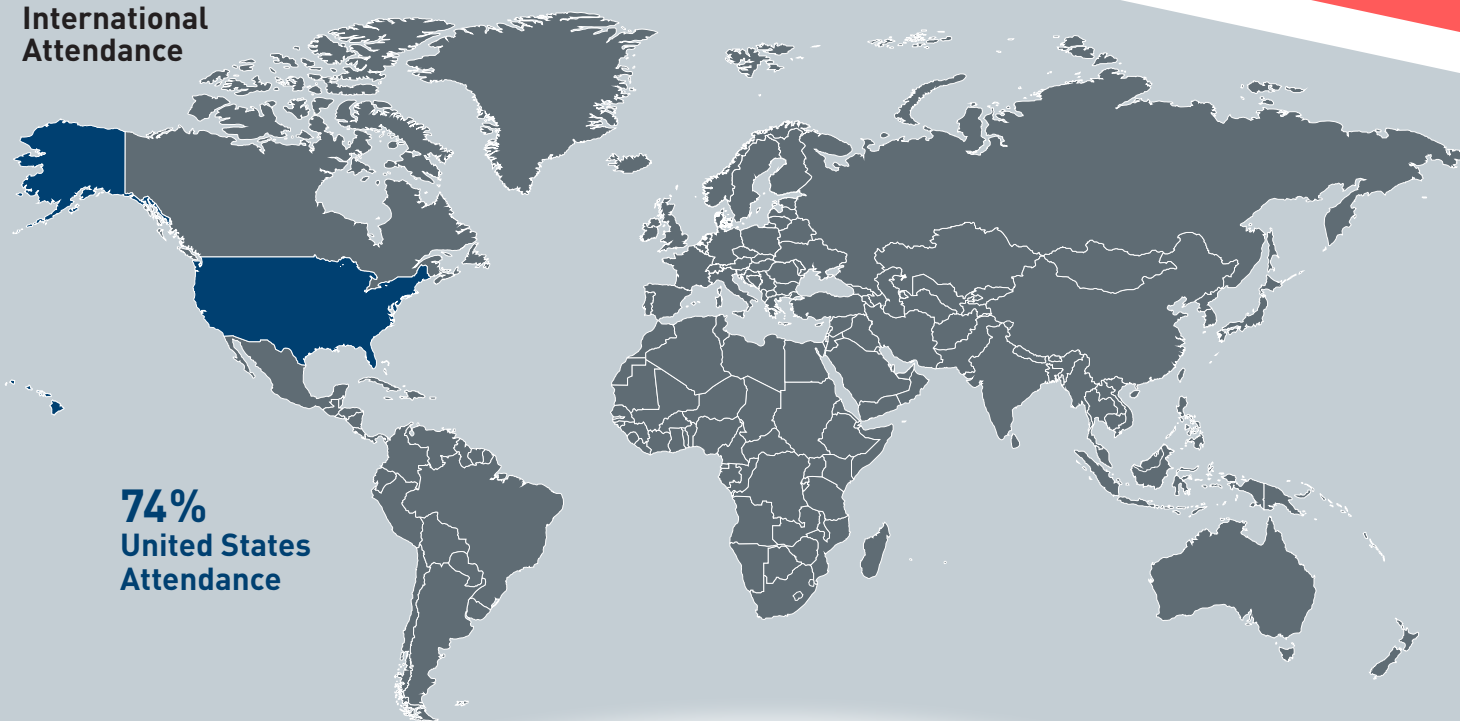 International
Attendance
74%
United States
Attendance